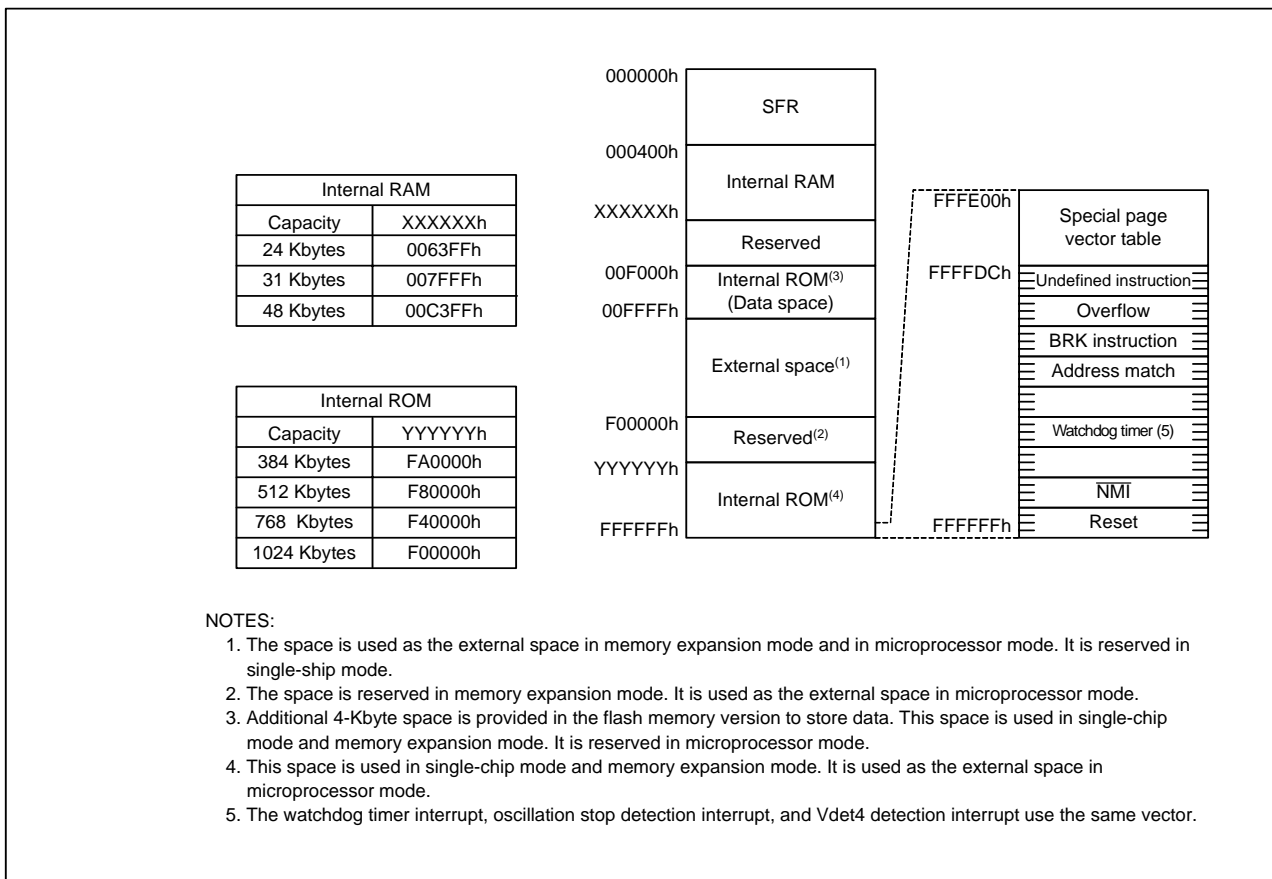 Internal RAM
Capacity XXXXXXh
24 Kbytes 0063FFh
31 Kbytes 007FFFh
48 Kbytes 00C3FFh
Internal ROM
Capacity YYYYYYh
384 Kbytes FA0000h
512 Kbytes F80000h
768 Kbytes F40000h
1024 Kbytes F00000h
000000h
SFR
000400h
Internal RAM
XXXXXXh
Reserved
00F000h
Internal ROM(3)
(Data space)
00FFFFh
External space(1)
F00000h
Reserved(2)
YYYYYYh
Internal ROM(4)
FFFFFFh
FFFE00h
Special page
vector table
FFFFDCh
Undefined instruction
Overflow
BRK instruction
Address match
Watchdog timer (5)
NMI
Reset
FFFFFFh
NOTES:
1. The space is used as the external space in memory expansion mode and in microprocessor mode. It is reserved in
single-ship mode.
2. The space is reserved in memory expansion mode. It is used as the external space in microprocessor mode.
3. Additional 4-Kbyte space is provided in the flash memory version to store data. This space is used in single-chip
mode and memory expansion mode. It is reserved in microprocessor mode.
4. This space is used in single-chip mode and memory expansion mode. It is used as the external space in
microprocessor mode.
5. The watchdog timer interrupt, oscillation stop detection interrupt, and Vdet4 detection interrupt use the same vector.